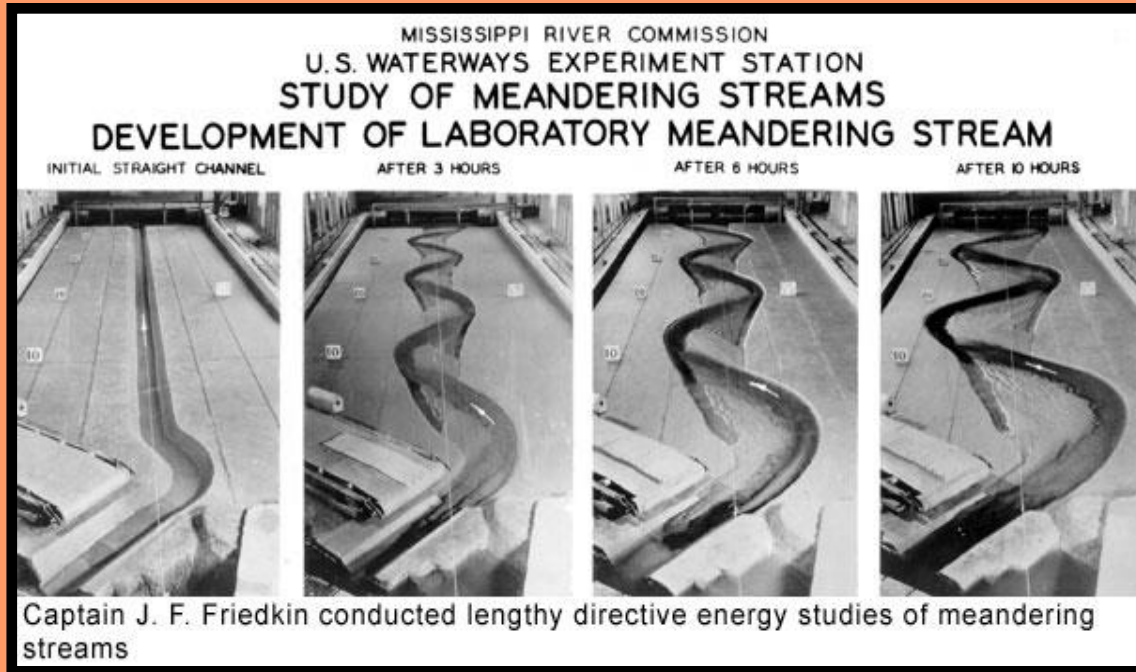 MISSISSIPPI RIVER COMMISSION
U.S. WATERWAYS EXPERIMENT STATION
STUDY OF MEANDERING STREAMS
DEVELOPMENT OF LABORATORY MEANDERING STREAM
INITIAL STRAIGHT CHANNEL
AFTER 3 HOURS
AFTER 6 HOURS
AFTER 10 HOURS
Captain J. F. Friedkin conducted lengthy directive energy studies of meandering
streams